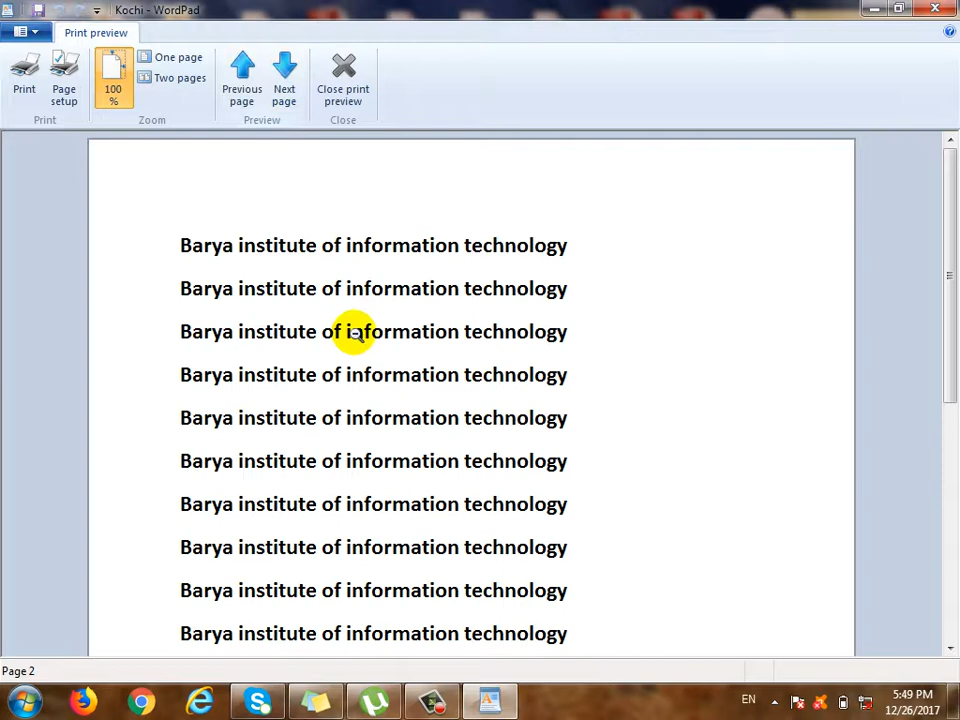 Kochi - WordPad
Print preview
Print
Page setup
100 %
One page
Two pages
Previous page
Next page
Close print preview
Print
Zoom
Preview
Close
Barya institute of information technology
Barya institute of information technology
Barya institute of information technology
Barya institute of information technology
Barya institute of information technology
Barya institute of information technology
Barya institute of information technology
Barya institute of information technology
Barya institute of information technology
Barya institute of information technology
Page 2
EN
5:49 PM
12/26/2017